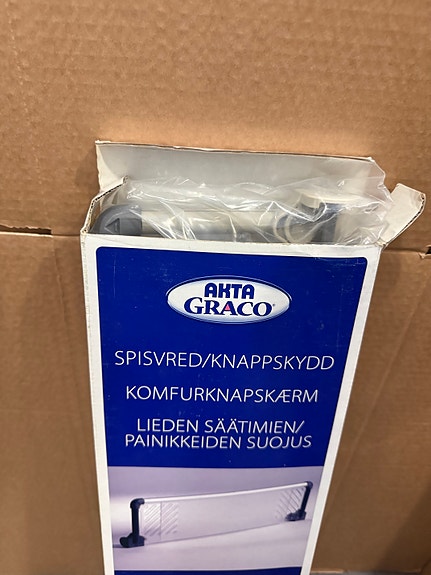 AKTA
GRACO
SPISVRED/KNAPPSKYDD
KOMFURKNAPSKÆRM
LIEDEN SÄÄTIMIEN/
PAINIKKEIDEN SUOJUS